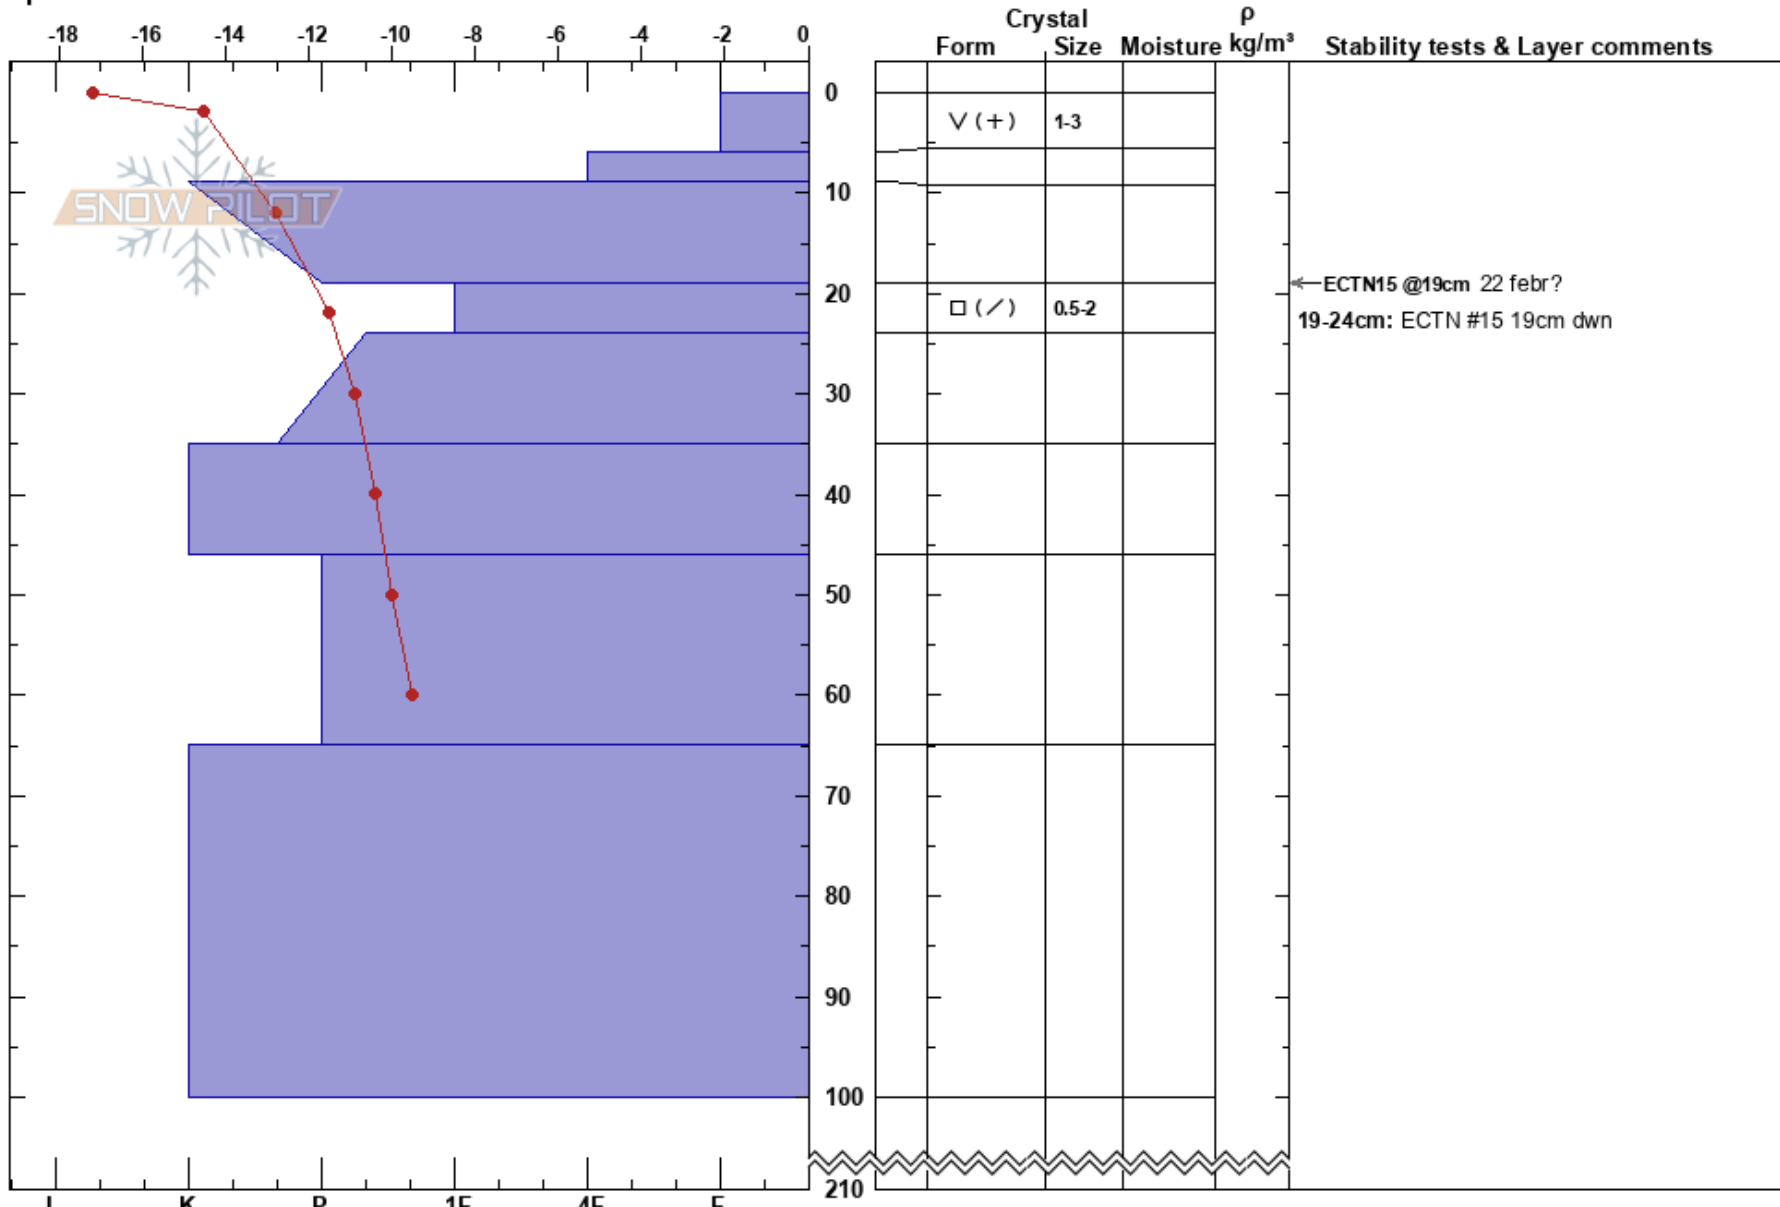 Crystal ρ
-18 -16 -14 -12 -10 -8 -6 -4 -2 0 Form Size Moisture kg/m³ Stability tests & Layer comments
0
V (+) 1-3
10
SNOW PILOT
ECTN15 @19cm 22 febr?
20
□ (/) 0.5-2
19-24cm: ECTN #15 19cm dwn
30
40
50
60
70
80
90
100
210
I K P 1F 4F F